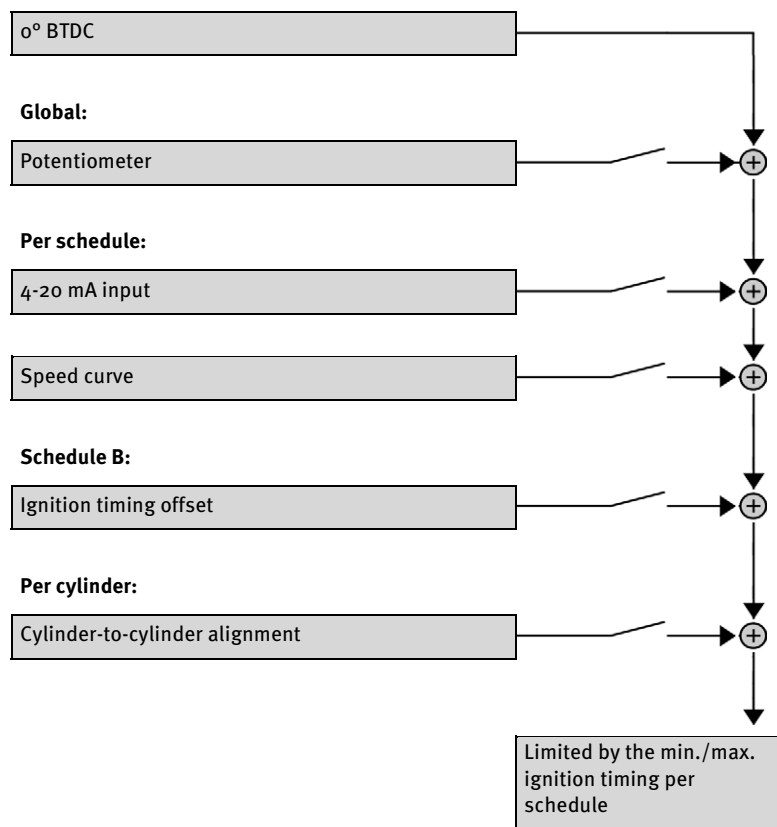 0° BTDC
Global:
Potentiometer
Per schedule:
4-20 mA input
Speed curve
Schedule B:
Ignition timing offset
Per cylinder:
Cylinder-to-cylinder alignment
Limited by the min./max.
ignition timing per
schedule